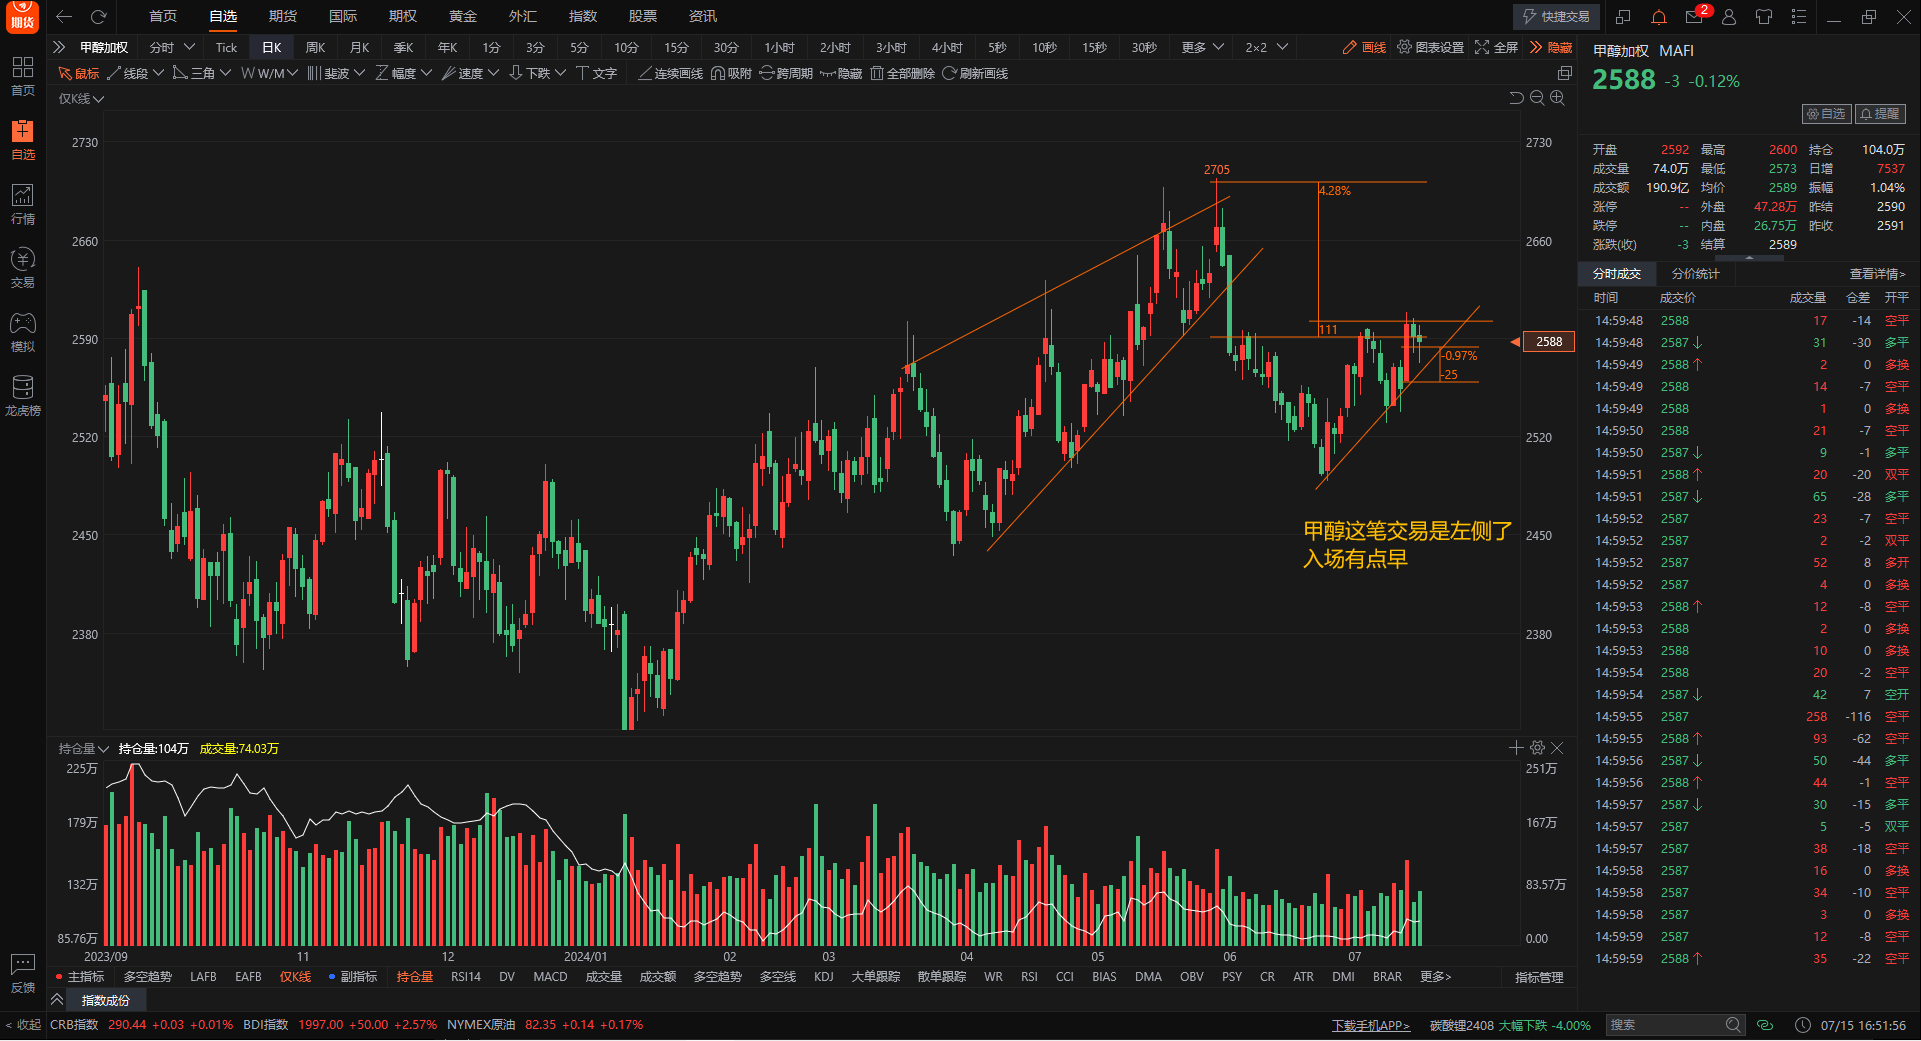 期货
首页 自选 期货 国际 期权 黄金 外汇 指数 股票 资讯
快捷交易 2
甲醇加权 分时 Tick 日K 周K 月K 季K 年K 1分 3分 5分 10分 15分 30分 1小时 2小时 3小时 4小时 5秒 10秒 15秒 30秒 更多 2×2 画线 图表设置 全屏 隐藏
鼠标 线段 三角 W/M 斐波 幅度 速度 下跌 文字 连续画线 吸附 跨周期 隐藏 全部删除 刷新画线
首页
自选
行情
交易
模拟
龙虎榜
反馈
< 收起
仅K线
2730 2730
2705
4.28%
2660 2660
111
2590
2588
-0.97%
-25
2520 2520
甲醇这笔交易是左侧了
入场有点早
2450 2450
2380 2380
持仓量 持仓量:104万 成交量:74.03万
225万 251万
179万 167万
132万 83.57万
85.76万 0.00
2023/09 11 12 2024/01 02 03 04 05 06 07
主指标 多空趋势 LAFB EAFB 仅K线 副指标 持仓量 RSI14 DV MACD 成交量 成交额 多空趋势 多空线 KDJ 大单跟踪 散单跟踪 WR RSI CCI BIAS DMA OBV PSY CR ATR DMI BRAR 更多> 指标管理
指数成份
甲醇加权 MAFI
2588 -3 -0.12%
自选 提醒
开盘 2592 最高 2600 持仓 104.0万
成交量 74.0万 最低 2573 日增 7537
成交额 190.9亿 均价 2589 振幅 1.04%
涨停 -- 外盘 47.28万 昨结 2590
跌停 -- 内盘 26.75万 昨收 2591
涨跌(收) -3 结算 2589
分时成交 分价统计 查看详情>
时间 成交价 成交量 仓差 开平
14:59:48 2588 17 -14 空平
14:59:48 2587↓ 31 -30 多平
14:59:49 2588↑ 2 0 多换
14:59:49 2588 14 -7 空平
14:59:49 2588 1 0 多换
14:59:50 2588 21 -7 空平
14:59:50 2587↓ 9 -1 多平
14:59:51 2588↑ 20 -20 双平
14:59:51 2587↓ 65 -28 多平
14:59:52 2587 23 -7 空平
14:59:52 2587 2 -2 双平
14:59:52 2587 52 8 多开
14:59:52 2587 4 0 多换
14:59:53 2588↑ 12 -8 空平
14:59:53 2588 2 0 多换
14:59:53 2588 10 0 多换
14:59:54 2588 20 -2 空平
14:59:54 2587↓ 42 7 空开
14:59:55 2587 258 -116 空平
14:59:55 2588↑ 93 -62 空平
14:59:56 2587↓ 50 -44 多平
14:59:56 2588↑ 44 -1 空平
14:59:57 2587↓ 30 -15 多平
14:59:57 2587 5 -5 双平
14:59:57 2587 38 -18 空平
14:59:58 2587 16 0 多换
14:59:58 2587 34 -10 空平
14:59:58 2587 3 0 多换
14:59:59 2587 12 -8 空平
14:59:59 2588↑ 35 -22 空平
CRB指数 290.44 +0.03 +0.01% BDI指数 1997.00 +50.00 +2.57% NYMEX原油 82.35 +0.14 +0.17% 下载手机APP> 碳酸锂2408 大幅下跌 -4.00% 搜索 07/15 16:51:56